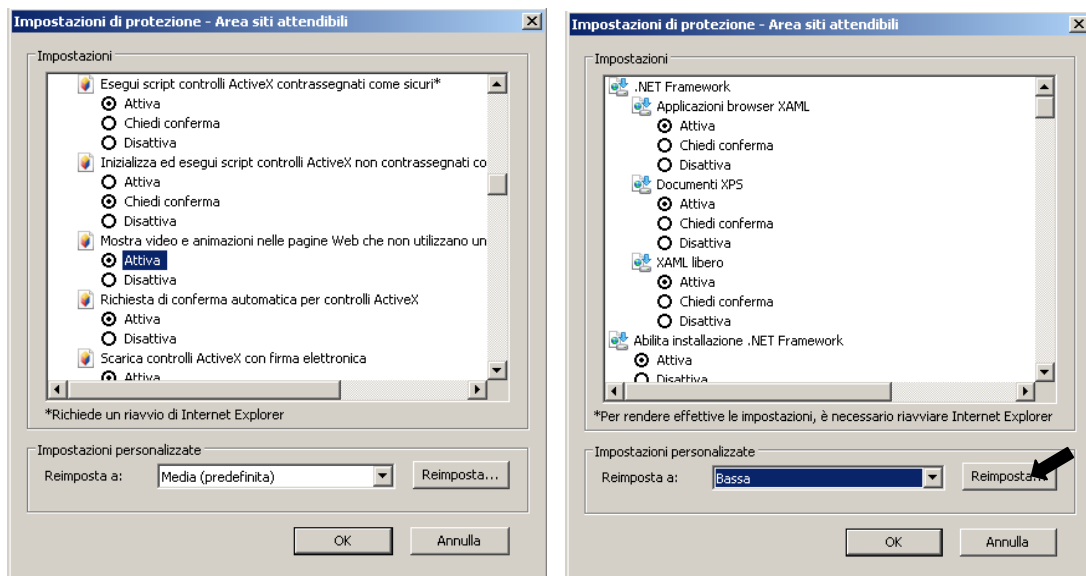 Impostazioni di protezione - Area siti attendibili
Impostazioni
Esegui script controlli ActiveX contrassegnati come sicuri*
Attiva
Chiedi conferma
Disattiva
Inizializza ed esegui script controlli ActiveX non contrassegnati co
Attiva
Chiedi conferma
Disattiva
Mostra video e animazioni nelle pagine Web che non utilizzano un
Attiva
Disattiva
Richiesta di conferma automatica per controlli ActiveX
Attiva
Disattiva
Scarica controlli ActiveX con firma elettronica
Attiva
*Richiede un riavvio di Internet Explorer
Impostazioni personalizzate
Reimposta a: Media (predefinita) Reimposta...
OK Annulla
Impostazioni di protezione - Area siti attendibili
Impostazioni
.NET Framework
Applicazioni browser XAML
Attiva
Chiedi conferma
Disattiva
Documenti XPS
Attiva
Chiedi conferma
Disattiva
XAML libero
Attiva
Chiedi conferma
Disattiva
Abilita installazione .NET Framework
Attiva
Disattiva
*Per rendere effettive le impostazioni, è necessario riavviare Internet Explorer
Impostazioni personalizzate
Reimposta a: Bassa Reimposta...
OK Annulla